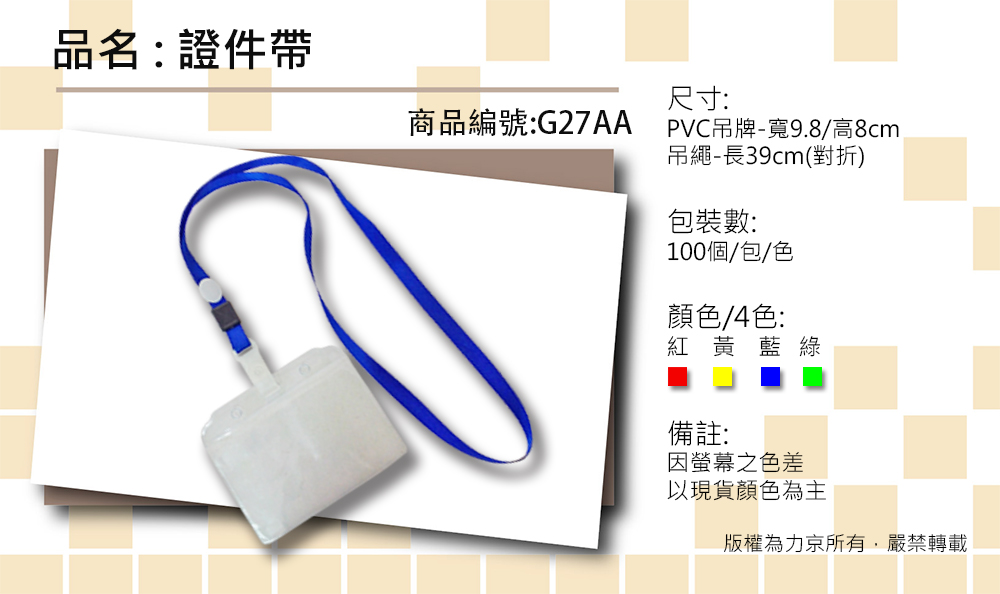 品名 : 證件帶
商品編號:G27AA
尺寸:
PVC吊牌-寬9.8/高8cm
吊繩-長39cm(對折)
包裝數:
100個/包/色
顏色/4色:
紅 黃 藍 綠
備註:
因螢幕之色差
以現貨顏色為主
版權為力京所有，嚴禁轉載